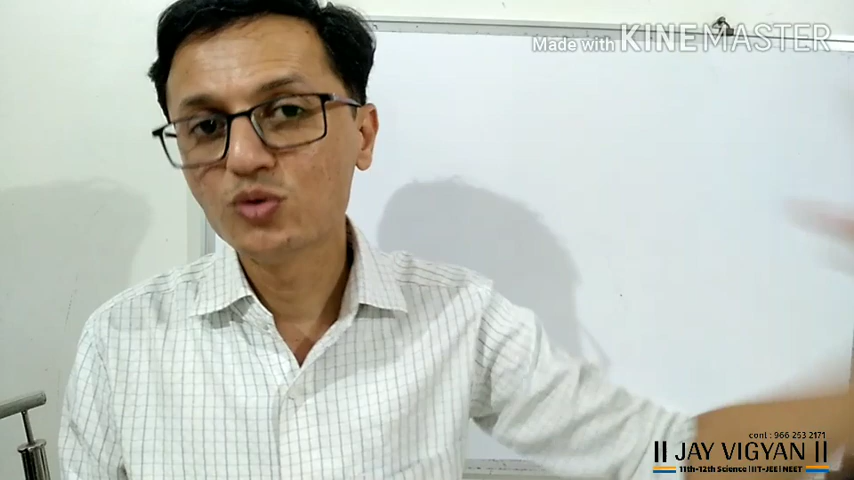 Made with KINEMASTER
cont : 966 253 2171
|| JAY VIGYAN ||
11th-12th Science | IIT-JEE | NEET